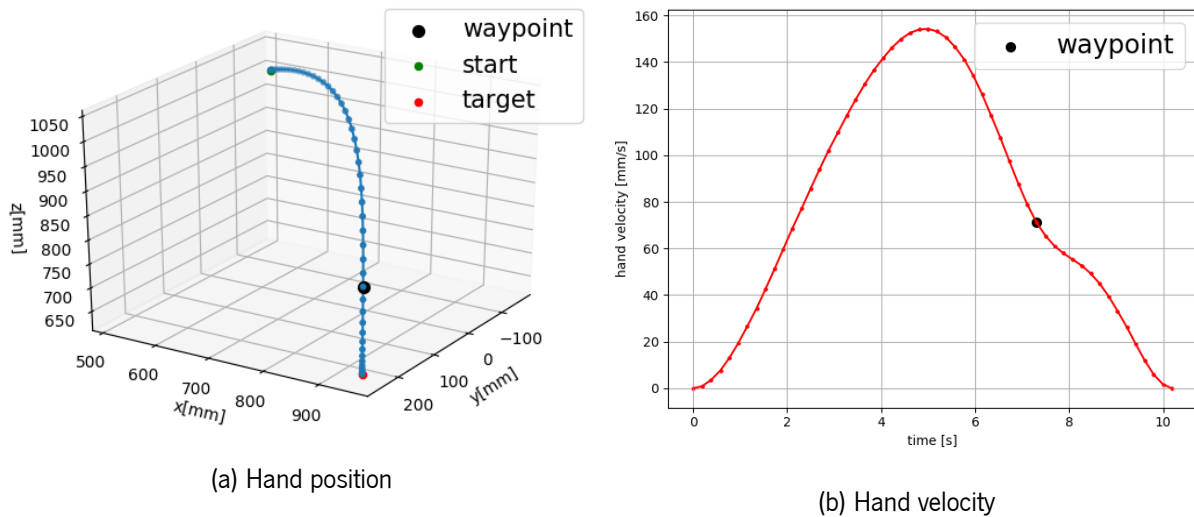 waypoint
start
target
1050
1000
950
900
850
800
750
700
650
z[mm]
500
600
700
800
900
x[mm]
−100
0
100
200
y[mm]
(a) Hand position
160
140
120
100
80
60
40
20
0
hand velocity [mm/s]
waypoint
0 2 4 6 8 10
time [s]
(b) Hand velocity